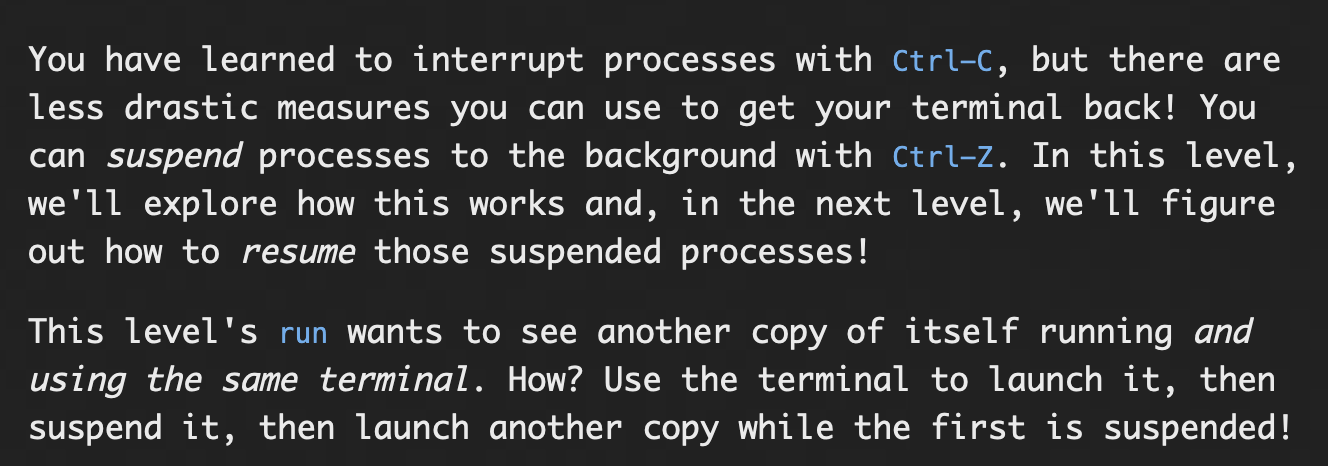 You have learned to interrupt processes with Ctrl-C, but there are
less drastic measures you can use to get your terminal back! You
can suspend processes to the background with Ctrl-Z. In this level,
we'll explore how this works and, in the next level, we'll figure
out how to resume those suspended processes!
This level's run wants to see another copy of itself running and
using the same terminal. How? Use the terminal to launch it, then
suspend it, then launch another copy while the first is suspended!